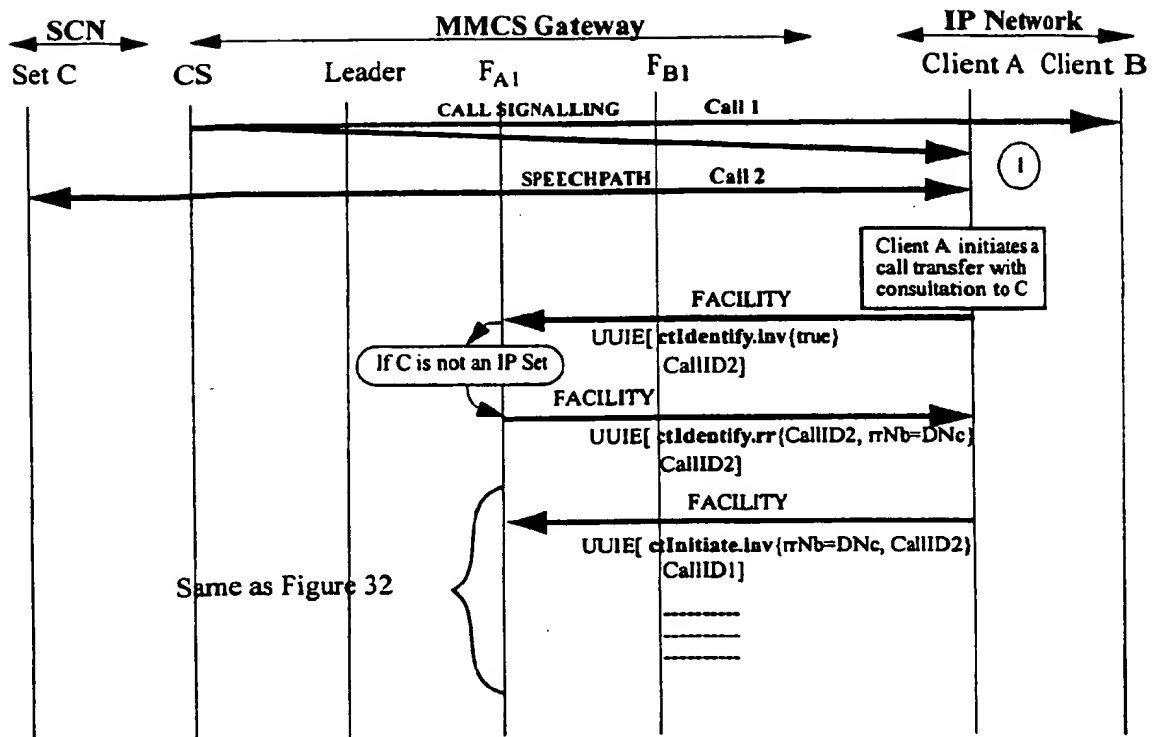 SCN MMCS Gateway IP Network
Set C CS Leader FA1 FB1 Client A Client B
CALL SIGNALLING Call 1
1
SPEECHPATH Call 2
Client A initiates a
call transfer with
consultation to C
FACILITY
UUIE[ ctIdentify.inv{true}
CallID2]
If C is not an IP Set
FACILITY
UUIE[ ctIdentify.rr{CallID2, rrNb=DNc}
CallID2]
FACILITY
UUIE[ ctInitiate.inv{rrNb=DNc, CallID2}
CallID1]
Same as Figure 32